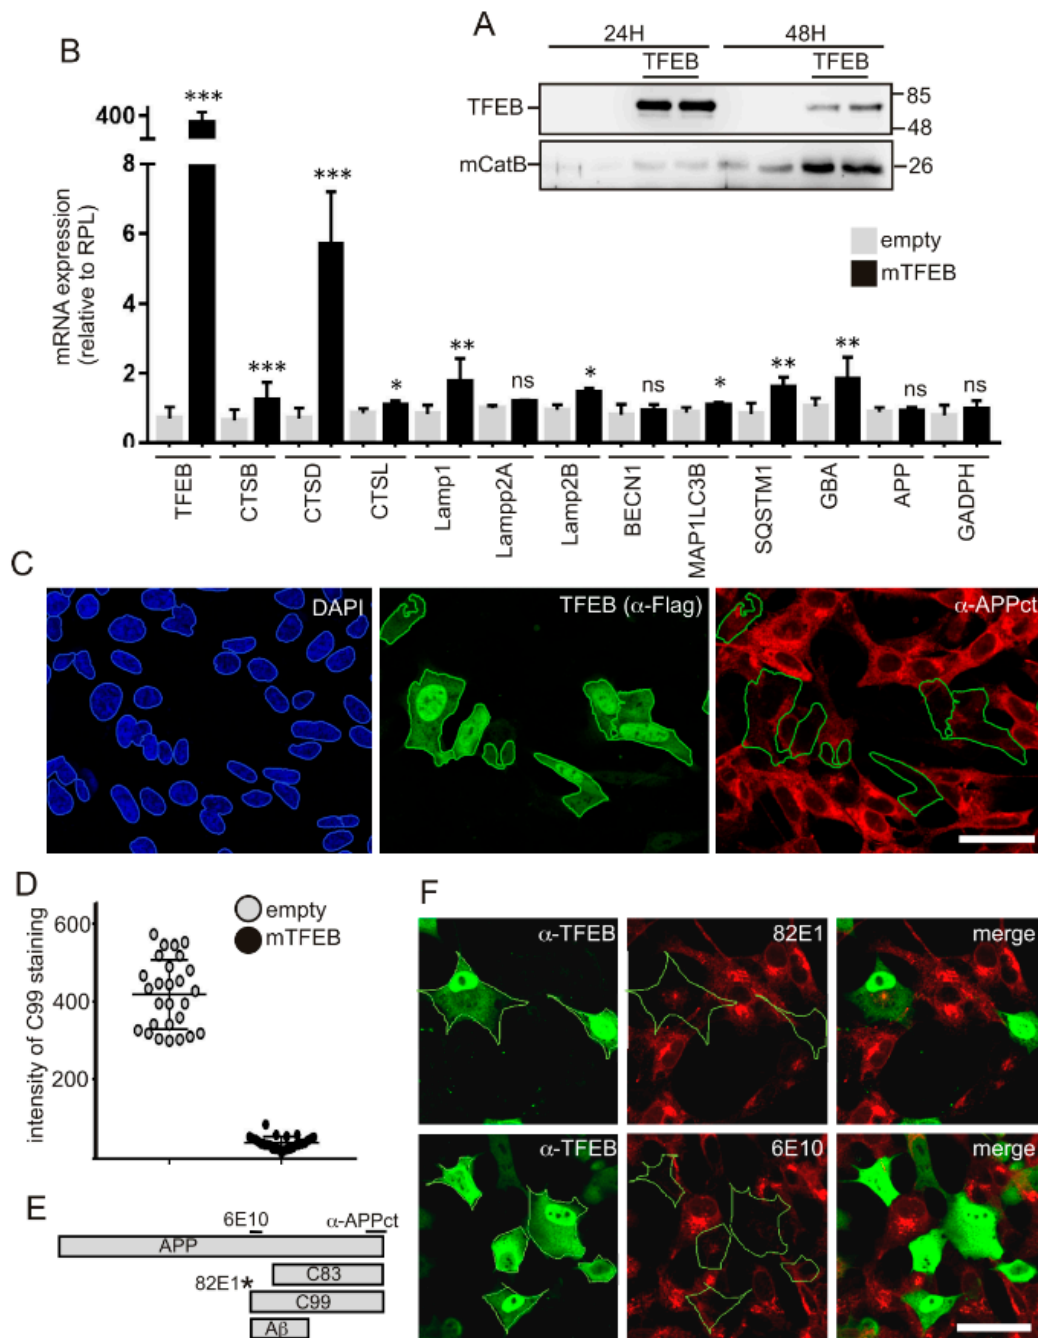 A
24H 48H
TFEB TFEB
TFEB
85
48
mCatB
26
B
mRNA expression
(relative to RPL)
400
8
6
4
2
0
*** *** *** * ** ns * ns * ** ** ns ns
empty
mTFEB
TFEB CTSB CTSD CTSL Lamp1 Lampp2A Lamp2B BECN1 MAP1LC3B SQSTM1 GBA APP GADPH
C
DAPI
TFEB (α-Flag)
α-APPct
D
intensity of C99 staining
600
400
200
empty
mTFEB
E
6E10 α-APPct
APP
C83
82E1*
C99
Aβ
F
α-TFEB 82E1 merge
α-TFEB 6E10 merge